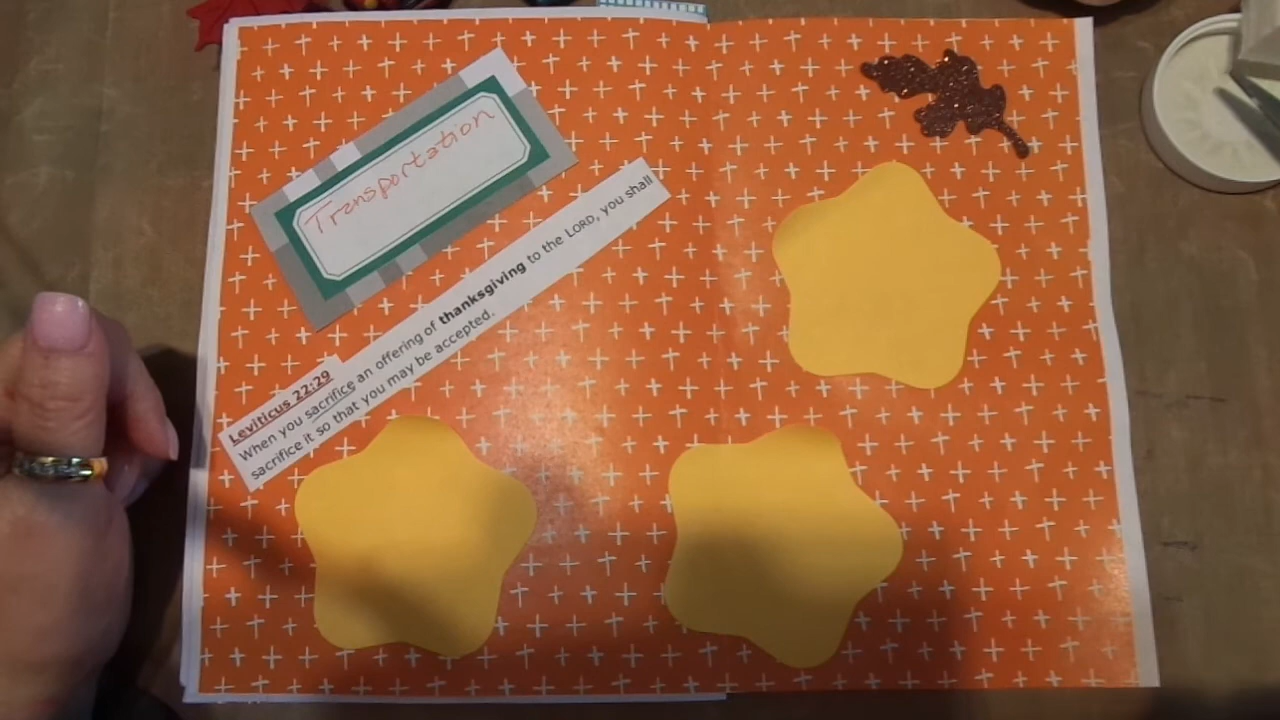 Transportation
Leviticus 22:29
When you sacrifice an offering of thanksgiving to the LORD, you shall
sacrifice it so that you may be accepted.